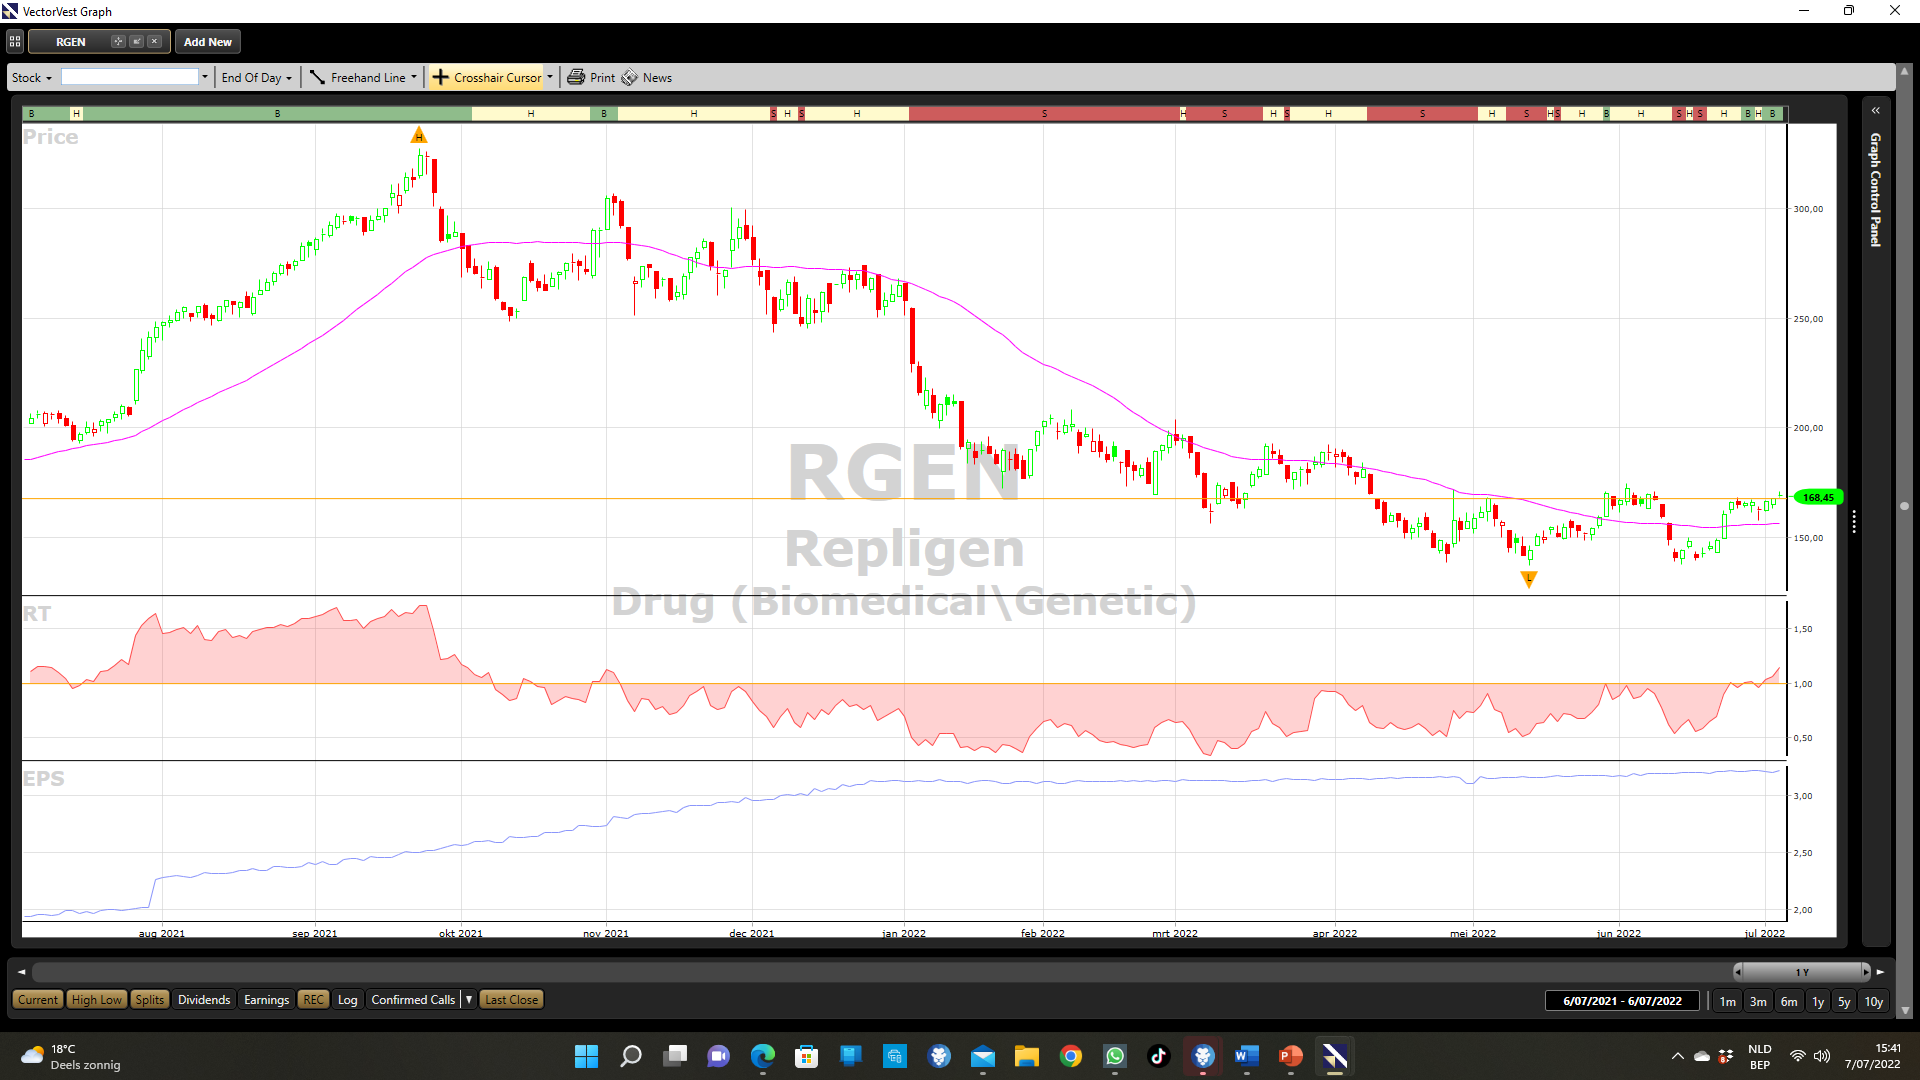 VectorVest Graph
RGEN Add New
Stock End Of Day Freehand Line Crosshair Cursor Print News
B H B H B H S H S H S H S H S H S H S H S H B H S H S H B H B
Price
H
300,00
250,00
200,00
168,45
150,00
L
RGEN
Repligen
Drug (Biomedical\Genetic)
RT
1,50
1,00
0,50
EPS
3,00
2,50
2,00
aug 2021 sep 2021 okt 2021 nov 2021 dec 2021 jan 2022 feb 2022 mrt 2022 apr 2022 mei 2022 jun 2022 jul 2022
Graph Control Panel
1 Y
Current High Low Splits Dividends Earnings REC Log Confirmed Calls Last Close
6/07/2021 - 6/07/2022 1m 3m 6m 1y 5y 10y
18°C
Deels zonnig
NLD
BEP
15:41
7/07/2022